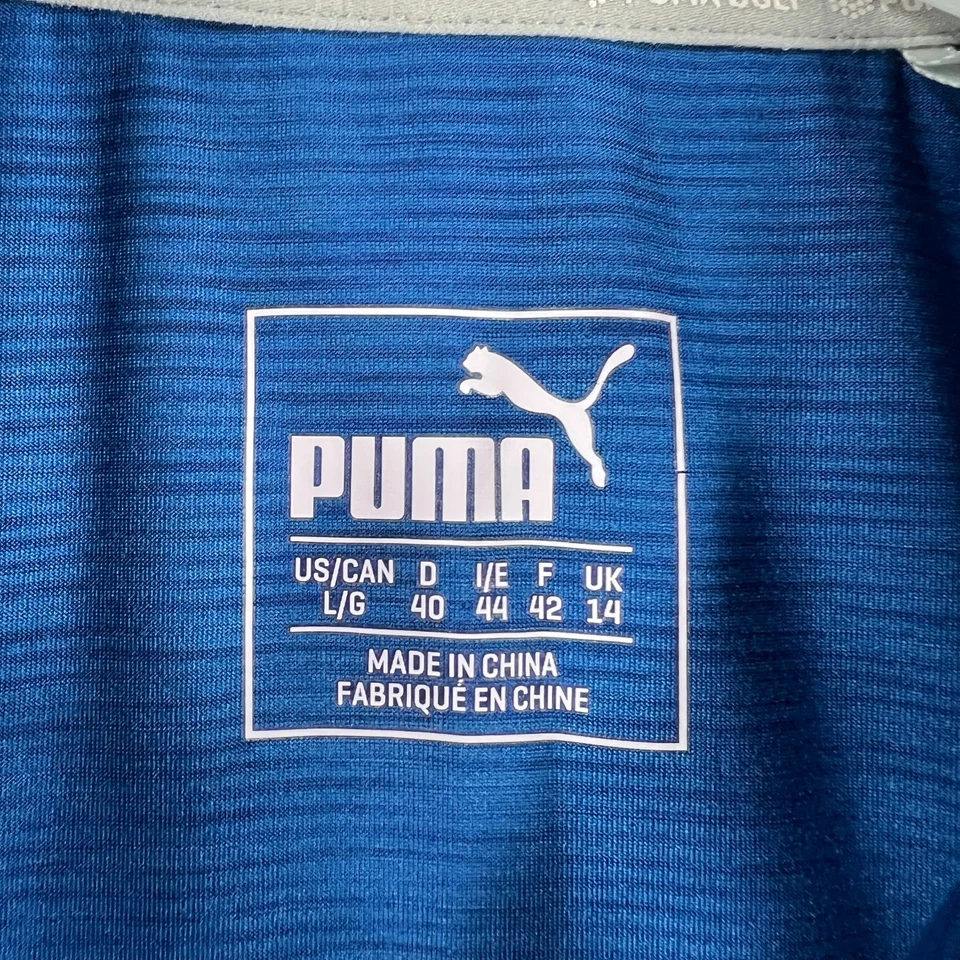 PUMA
US/CAN D I/E F UK
L/G 40 44 42 14
MADE IN CHINA
FABRIQUÉ EN CHINE